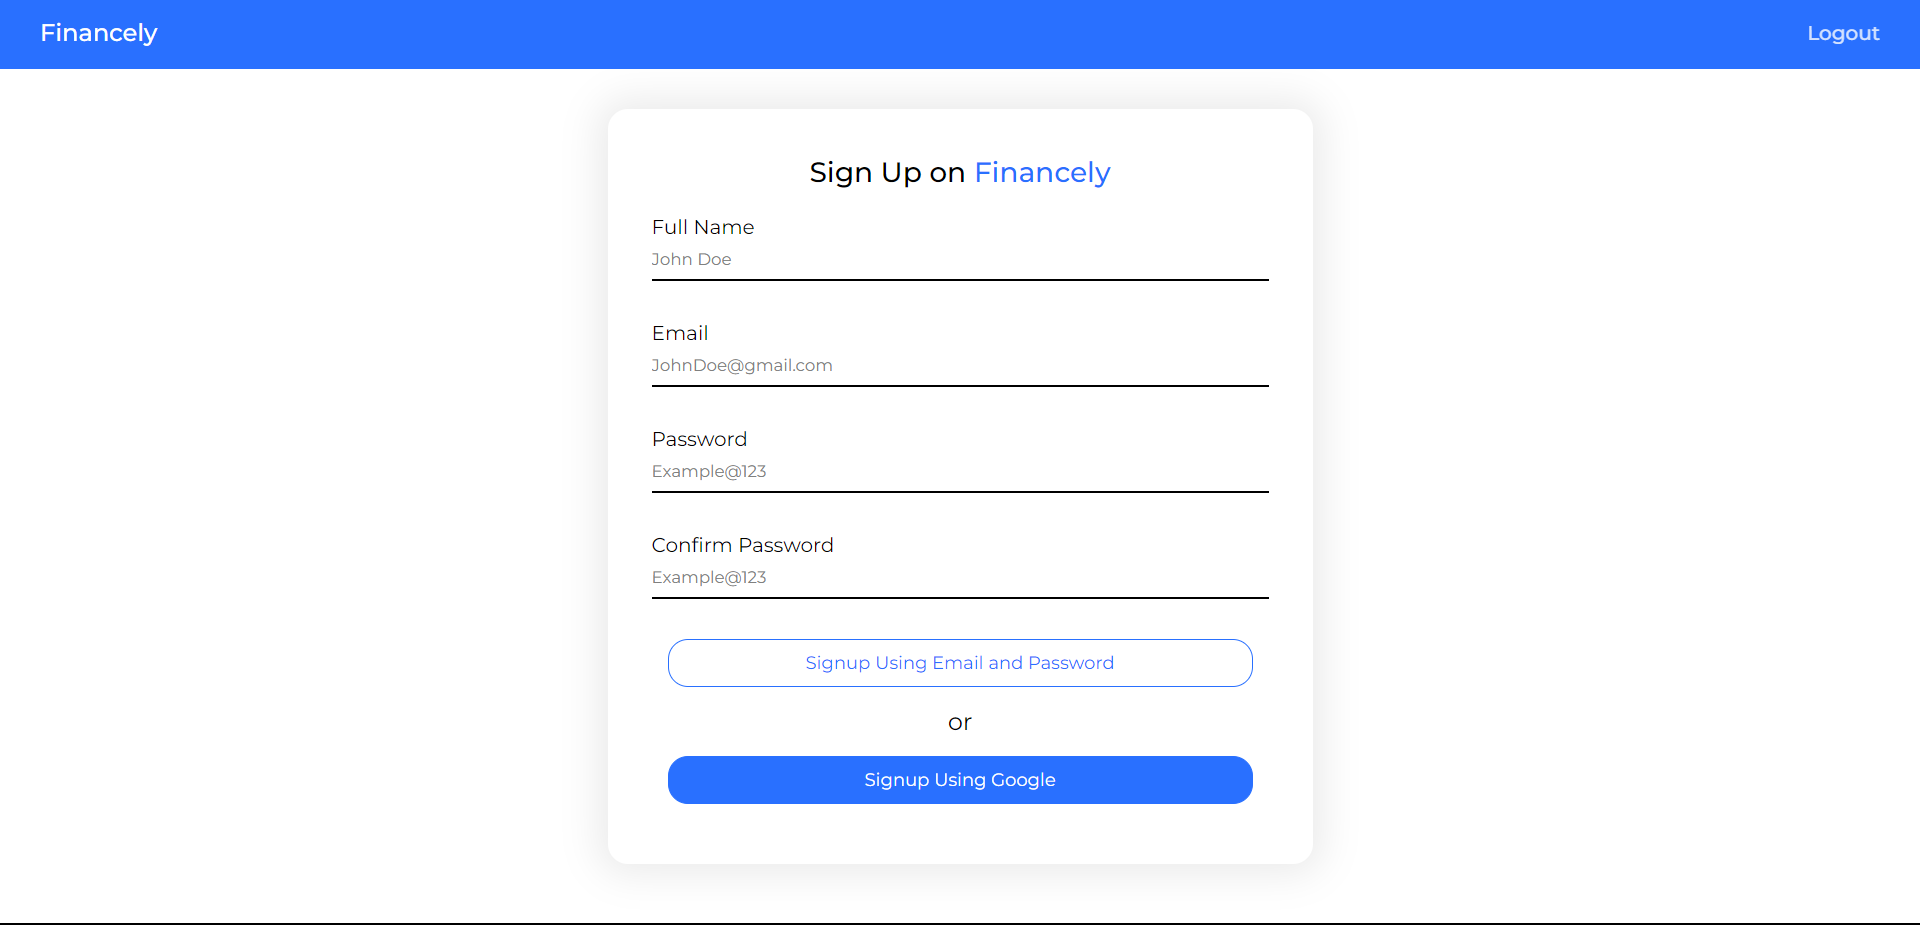 Financely
Logout
Sign Up on Financely
Full Name
John Doe
Email
JohnDoe@gmail.com
Password
Example@123
Confirm Password
Example@123
Signup Using Email and Password
or
Signup Using Google